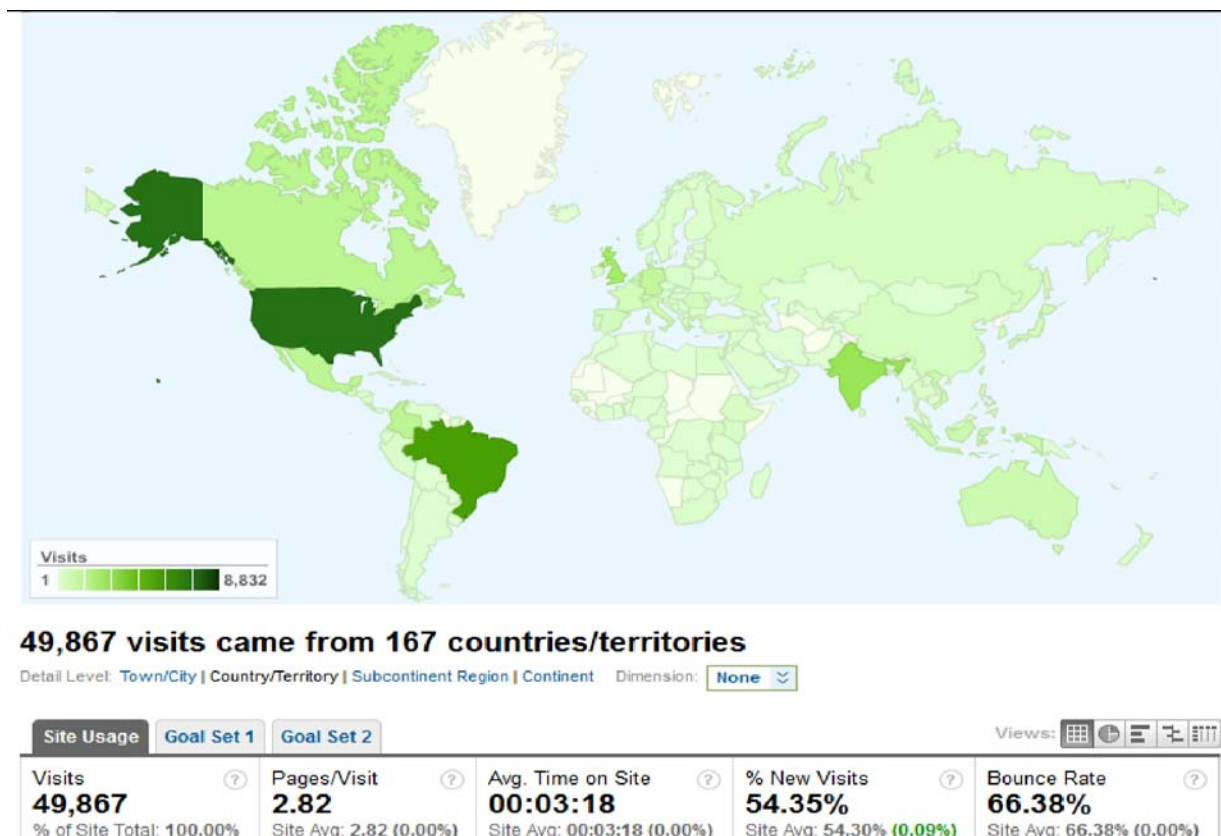 Visits
1 8,832
49,867 visits came from 167 countries/territories
Detail Level: Town/City | Country/Territory | Subcontinent Region | Continent Dimension: None
Site Usage Goal Set 1 Goal Set 2 Views:
Visits ? Pages/Visit ? Avg. Time on Site ? % New Visits ? Bounce Rate ?
49,867 2.82 00:03:18 54.35% 66.38%
% of Site Total: 100.00% Site Avg: 2.82 (0.00%) Site Avg: 00:03:18 (0.00%) Site Avg: 54.30% (0.09%) Site Avg: 66.38% (0.00%)